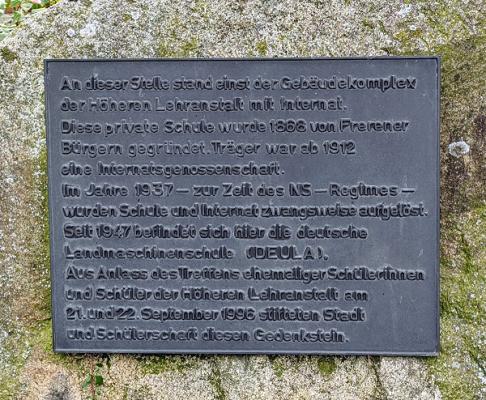 An dieser Stelle stand einst der Gebäudekomplex
der Höheren Lehranstalt mit Internat.
Diese private Schule wurde 1868 von Frerener
Bürgern gegründet. Träger war ab 1912
eine Internatsgenossenschaft.
Im Jahre 1937 – zur Zeit des NS – Regimes –
wurden Schule und Internat zwangsweise aufgelöst.
Seit 1947 befindet sich hier die deutsche
Landmaschinenschule (DEULA).
Aus Anlass des Treffens ehemaliger Schülerinnen
und Schüler der Höheren Lehranstalt am
21. und 22. September 1996 stifteten Stadt
und Schülerschaft diesen Gedenkstein.